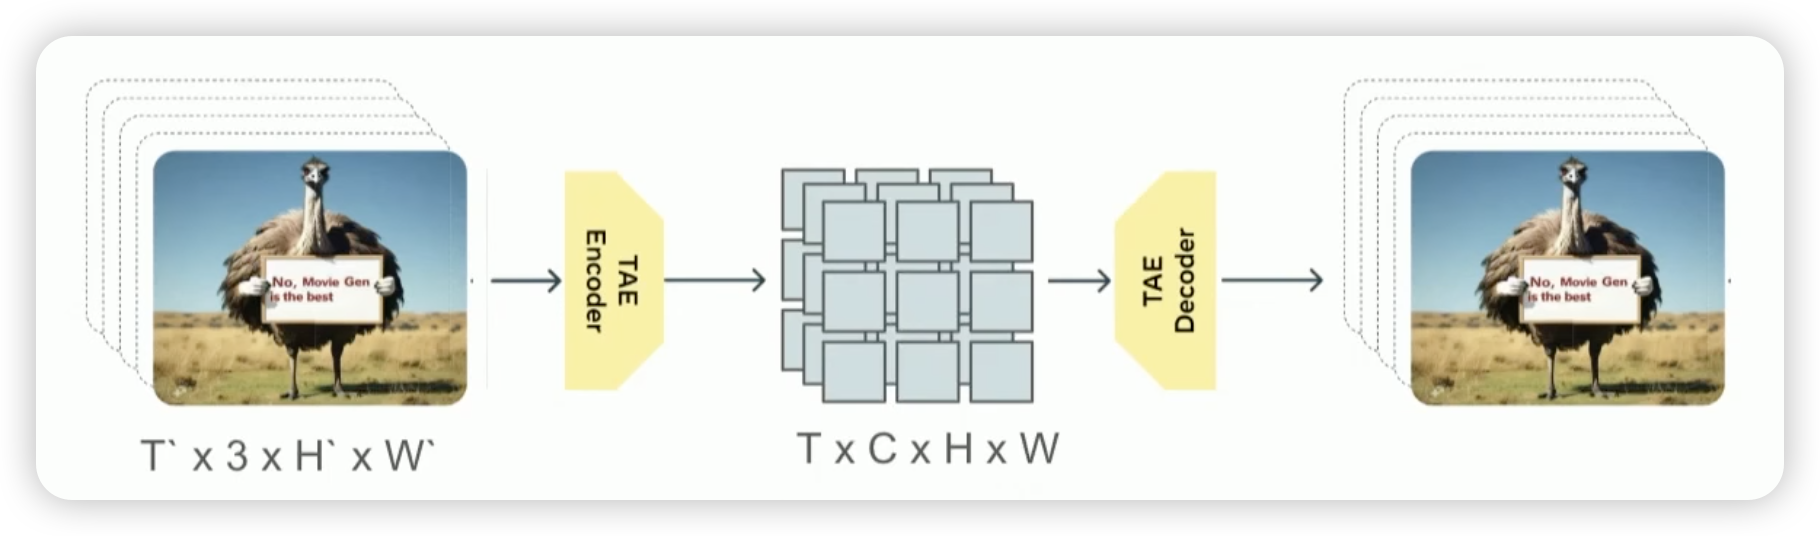 No, Movie Gen
is the best
T` x 3 x H` x W`
TAE
Encoder
T x C x H x W
TAE
Decoder
No, Movie Gen
is the best